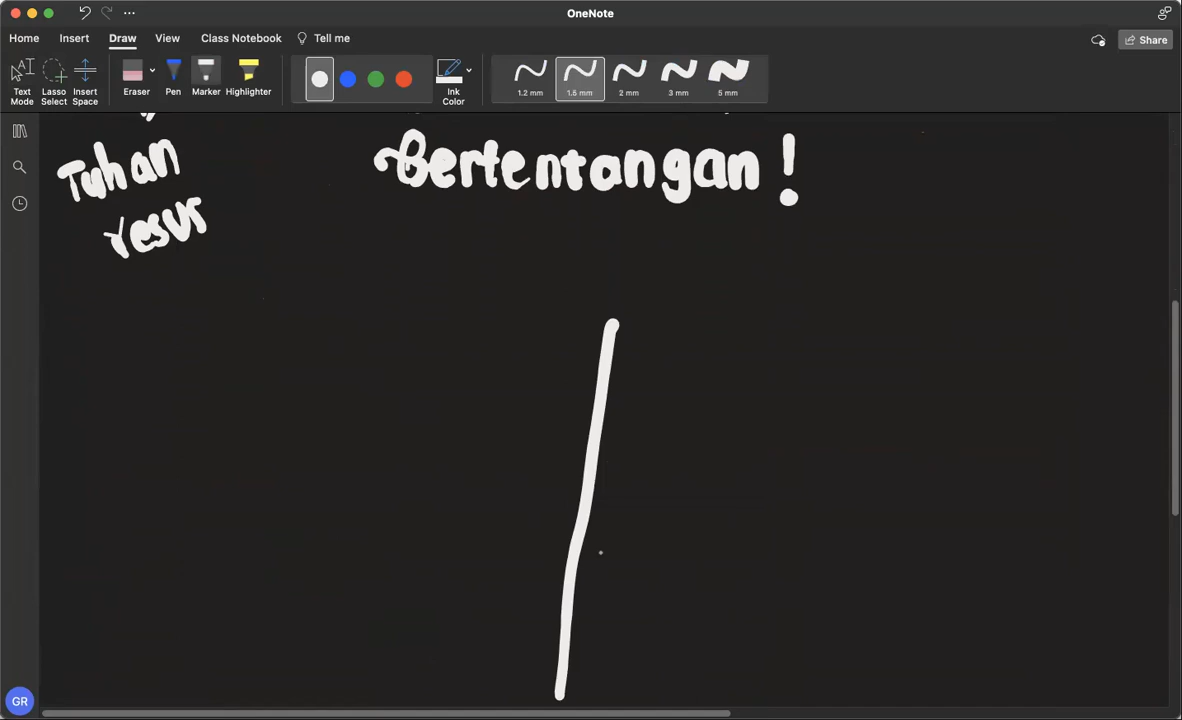 OneNote
Home Insert Draw View Class Notebook Tell me
Share
Text Mode
Lasso Select
Insert Space
Eraser
Pen
Marker
Highlighter
Ink Color
1.2 mm
1.5 mm
2 mm
3 mm
5 mm
Tuhan
Yesus
Bertentangan !
GR